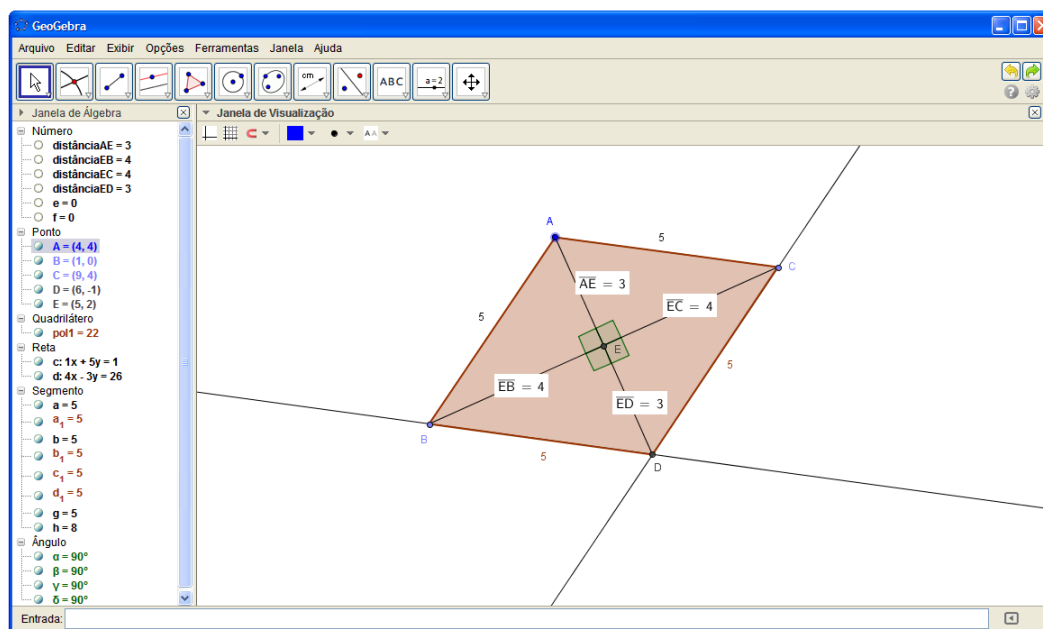 GeoGebra
Arquivo Editar Exibir Opções Ferramentas Janela Ajuda
cm
ABC
a=2
Janela de Álgebra
Número
distânciaAE = 3
distânciaEB = 4
distânciaEC = 4
distânciaED = 3
e = 0
f = 0
Ponto
A = (4, 4)
B = (1, 0)
C = (9, 4)
D = (6, -1)
E = (5, 2)
Quadrilátero
pol1 = 22
Reta
c: 1x + 5y = 1
d: 4x - 3y = 26
Segmento
a = 5
a1 = 5
b = 5
b1 = 5
c1 = 5
d1 = 5
g = 5
h = 8
Ângulo
α = 90°
β = 90°
γ = 90°
δ = 90°
Janela de Visualização
A A
A
5
C
AE = 3
EC = 4
5
E
5
EB = 4
ED = 3
B
5
D
Entrada: